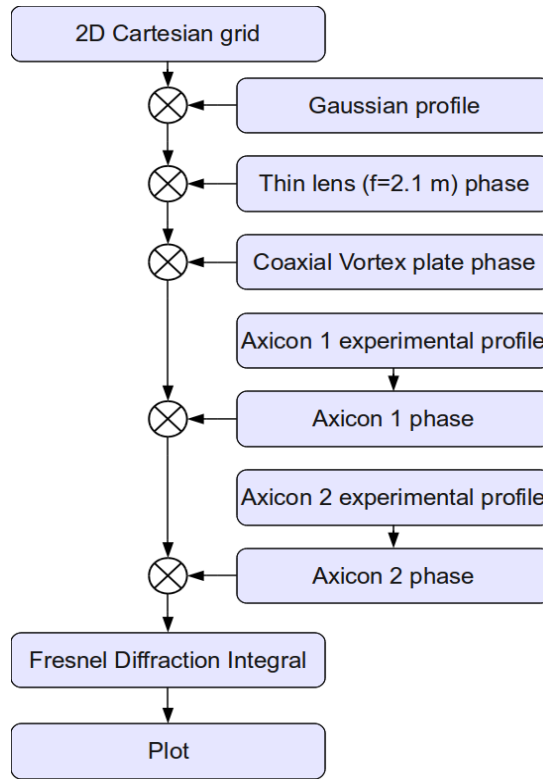 2D Cartesian grid
Gaussian profile
Thin lens (f=2.1 m) phase
Coaxial Vortex plate phase
Axicon 1 experimental profile
Axicon 1 phase
Axicon 2 experimental profile
Axicon 2 phase
Fresnel Diffraction Integral
Plot